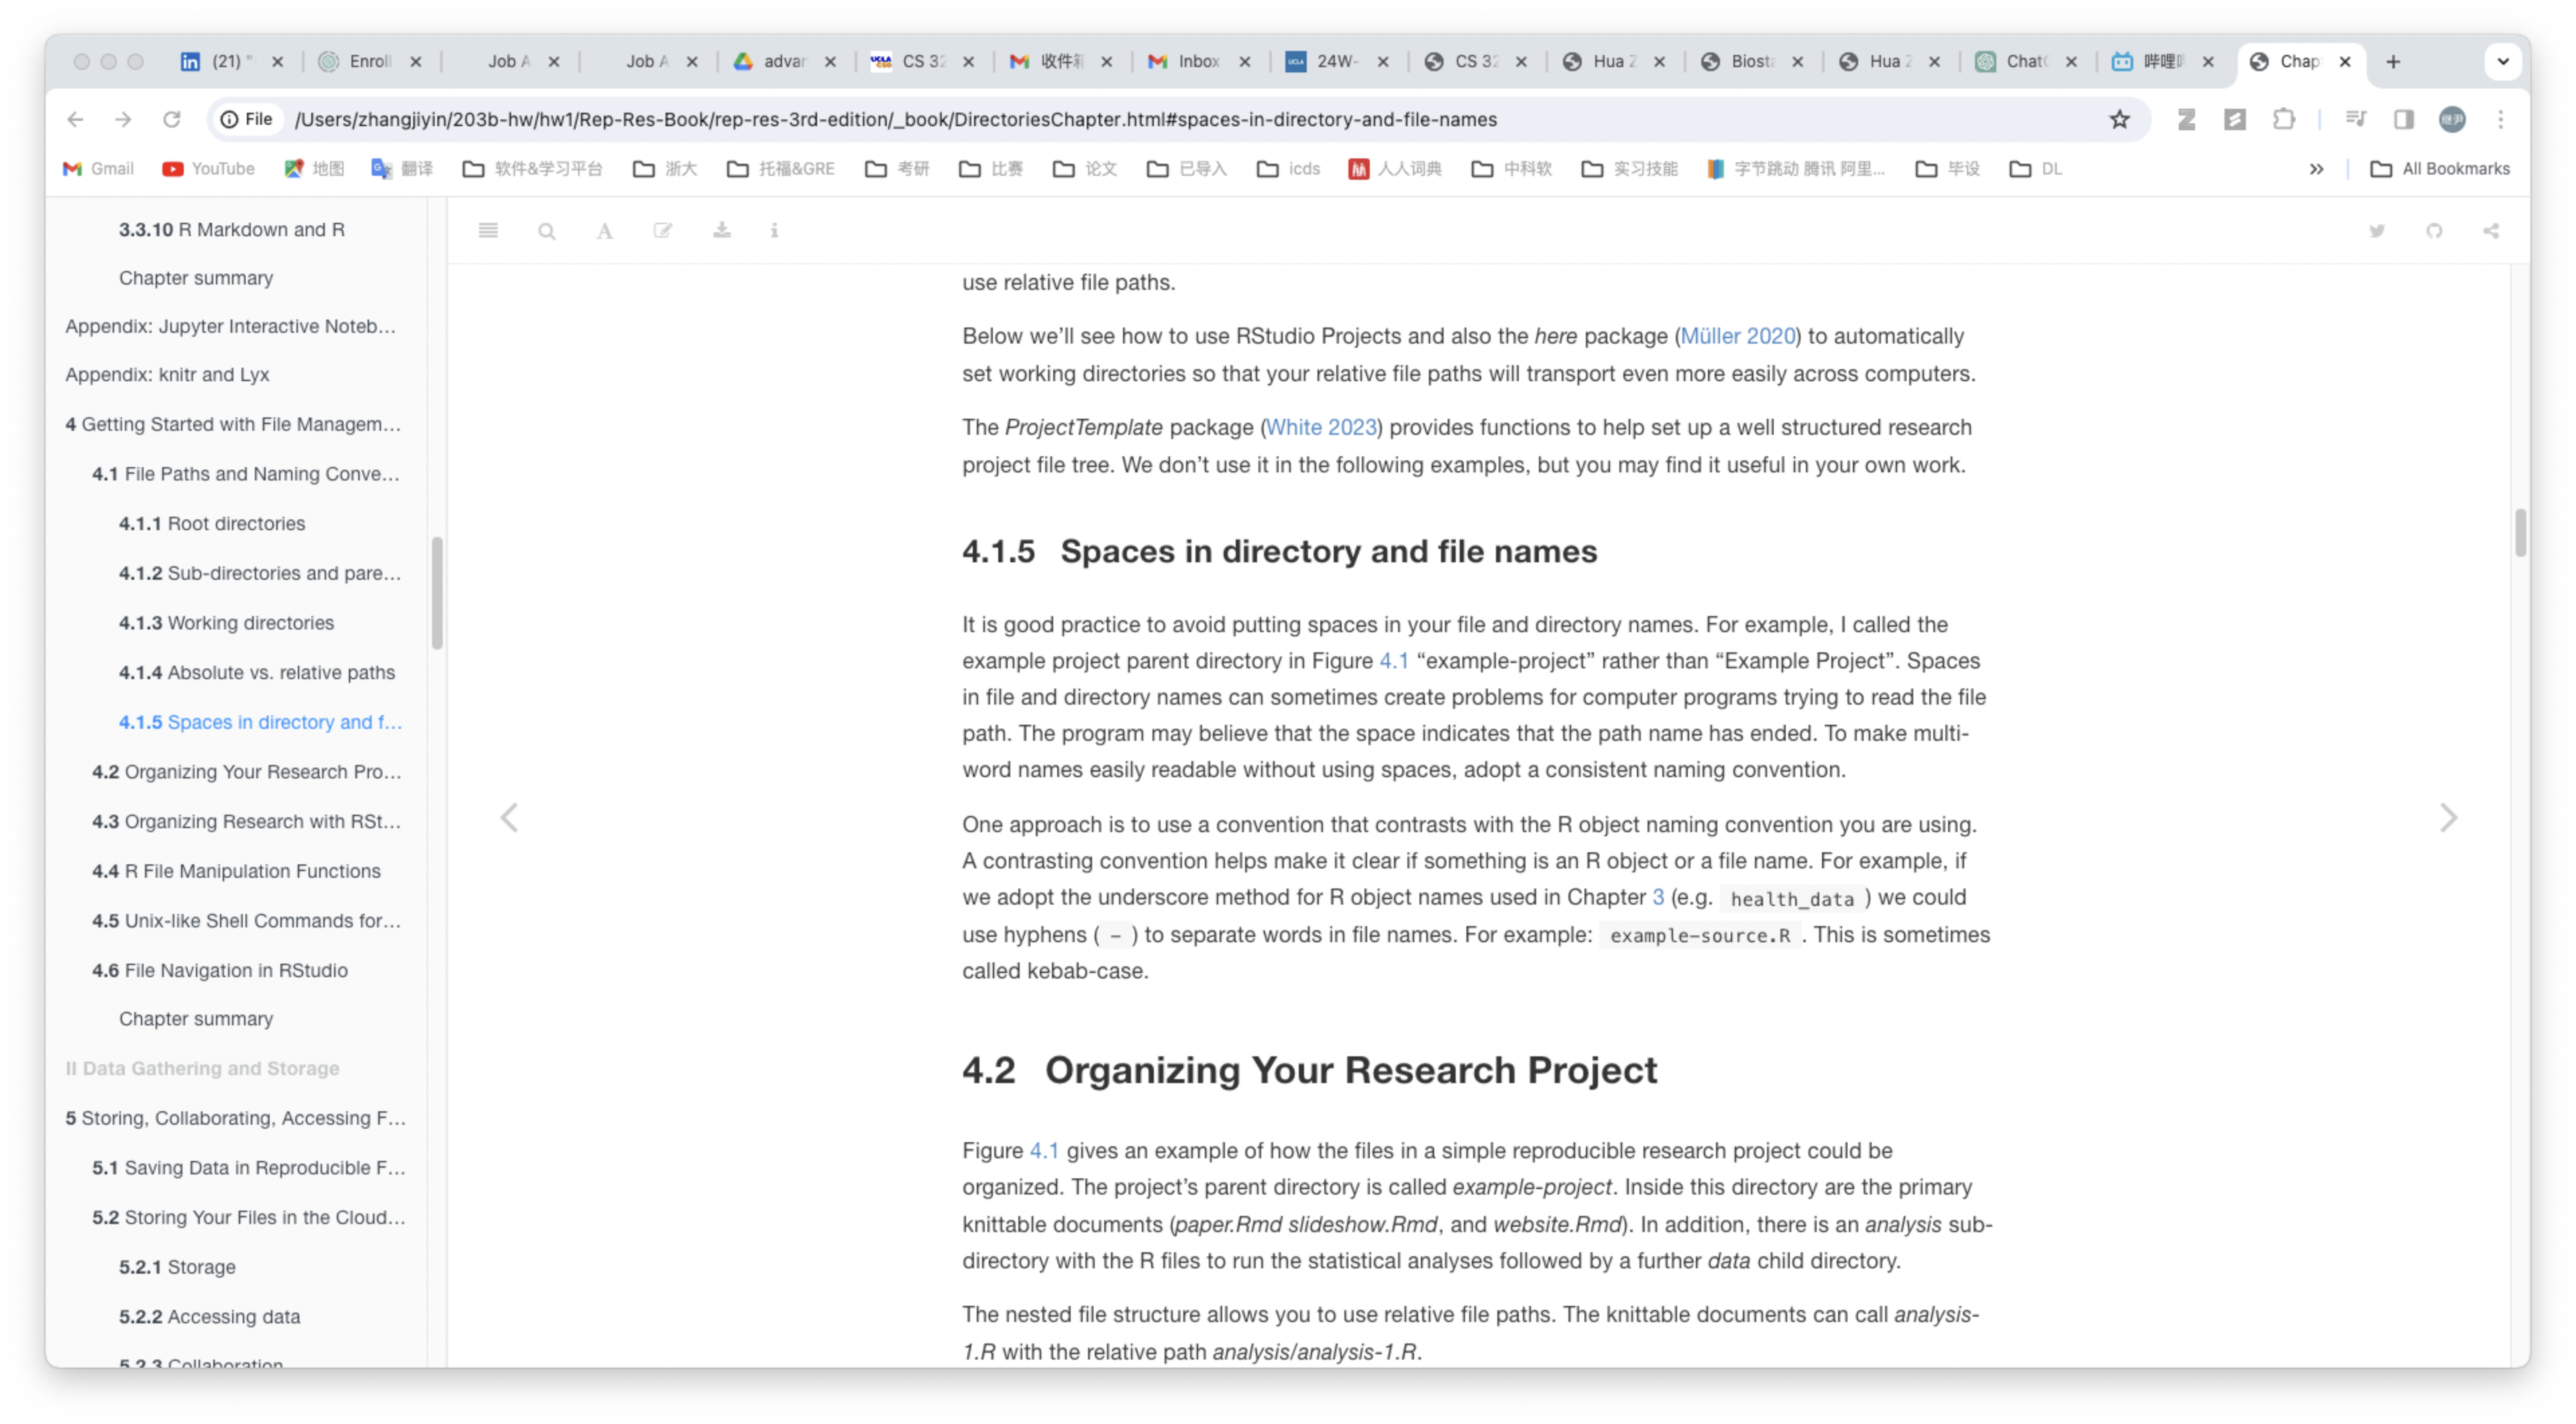 (21)
Enroll
Job A
Job A
advar
CS 32
收件箱
Inbox
24W-
CS 32
Hua Z
Biosta
Hua Z
Chat
哔哩
Chap
File /Users/zhangjiyin/203b-hw/hw1/Rep-Res-Book/rep-res-3rd-edition/_book/DirectoriesChapter.html#spaces-in-directory-and-file-names
Gmail YouTube 地图 翻译 软件&学习平台 浙大 托福&GRE 考研 比赛 论文 已导入 icds 人人词典 中科软 实习技能 字节跳动 腾讯 阿里... 毕设 DL » All Bookmarks
3.3.10 R Markdown and R
Chapter summary
Appendix: Jupyter Interactive Noteb...
Appendix: knitr and Lyx
4 Getting Started with File Managem...
4.1 File Paths and Naming Conve...
4.1.1 Root directories
4.1.2 Sub-directories and pare...
4.1.3 Working directories
4.1.4 Absolute vs. relative paths
4.1.5 Spaces in directory and f...
4.2 Organizing Your Research Pro...
4.3 Organizing Research with RSt...
4.4 R File Manipulation Functions
4.5 Unix-like Shell Commands for...
4.6 File Navigation in RStudio
Chapter summary
II Data Gathering and Storage
5 Storing, Collaborating, Accessing F...
5.1 Saving Data in Reproducible F...
5.2 Storing Your Files in the Cloud...
5.2.1 Storage
5.2.2 Accessing data
5.2.3 Collaboration
use relative file paths.
Below we’ll see how to use RStudio Projects and also the here package (Müller 2020) to automatically
set working directories so that your relative file paths will transport even more easily across computers.
The ProjectTemplate package (White 2023) provides functions to help set up a well structured research
project file tree. We don’t use it in the following examples, but you may find it useful in your own work.
4.1.5 Spaces in directory and file names
It is good practice to avoid putting spaces in your file and directory names. For example, I called the
example project parent directory in Figure 4.1 “example-project” rather than “Example Project”. Spaces
in file and directory names can sometimes create problems for computer programs trying to read the file
path. The program may believe that the space indicates that the path name has ended. To make multi-
word names easily readable without using spaces, adopt a consistent naming convention.
One approach is to use a convention that contrasts with the R object naming convention you are using.
A contrasting convention helps make it clear if something is an R object or a file name. For example, if
we adopt the underscore method for R object names used in Chapter 3 (e.g. health_data ) we could
use hyphens ( - ) to separate words in file names. For example: example-source.R . This is sometimes
called kebab-case.
4.2 Organizing Your Research Project
Figure 4.1 gives an example of how the files in a simple reproducible research project could be
organized. The project’s parent directory is called example-project. Inside this directory are the primary
knittable documents (paper.Rmd slideshow.Rmd, and website.Rmd). In addition, there is an analysis sub-
directory with the R files to run the statistical analyses followed by a further data child directory.
The nested file structure allows you to use relative file paths. The knittable documents can call analysis-
1.R with the relative path analysis/analysis-1.R.